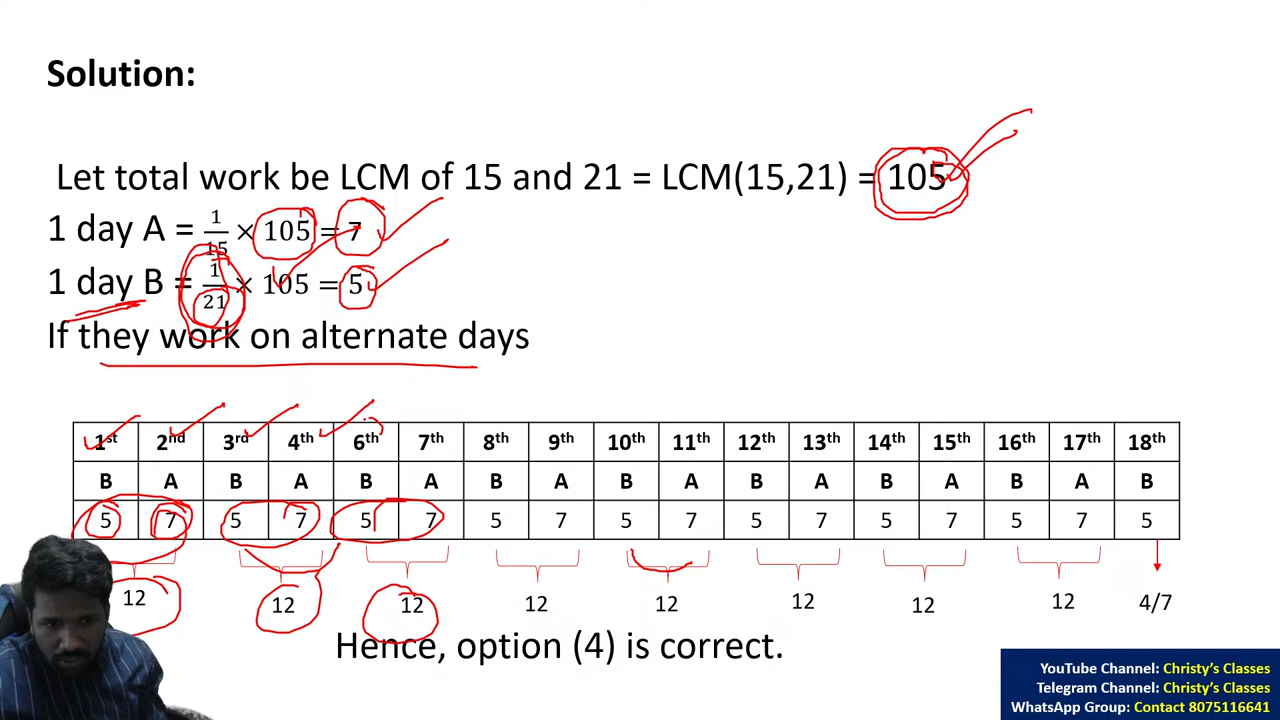 Solution:
Let total work be LCM of 15 and 21 = LCM(15,21) = 105
1 day A = 1/15 × 105 = 7
1 day B = 1/21 × 105 = 5
If they work on alternate days
1st 2nd 3rd 4th 6th 7th 8th 9th 10th 11th 12th 13th 14th 15th 16th 17th 18th
B A B A B A B A B A B A B A B A B
5 7 5 7 5 7 5 7 5 7 5 7 5 7 5 7 5
12 12 12 12 12 12 12 12 4/7
Hence, option (4) is correct.
YouTube Channel: Christy's Classes
Telegram Channel: Christy's Classes
WhatsApp Group: Contact 8075116641